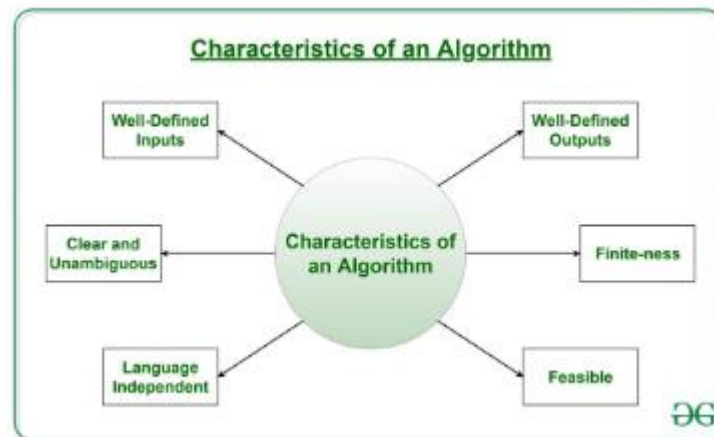 Characteristics of an Algorithm
Well-Defined
Inputs
Well-Defined
Outputs
Clear and
Unambiguous
Characteristics of
an Algorithm
Finite-ness
Language
Independent
Feasible